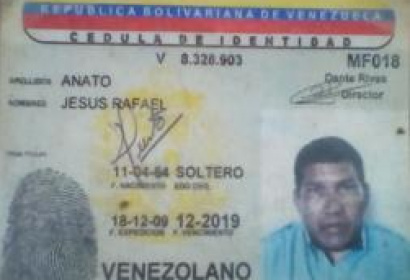 REPUBLICA BOLIVARIANA DE VENEZUELA
CEDULA DE IDENTIDAD
V 8.328.903 MF018
APELLIDOS ANATO Dante Rivas
NOMBRES JESUS RAFAEL Director
11-04-64 SOLTERO
F. NACIMIENTO EDO CIVIL
18-12-09 12-2019
F. EXPEDICION F. VENCIMIENTO
VENEZOLANO